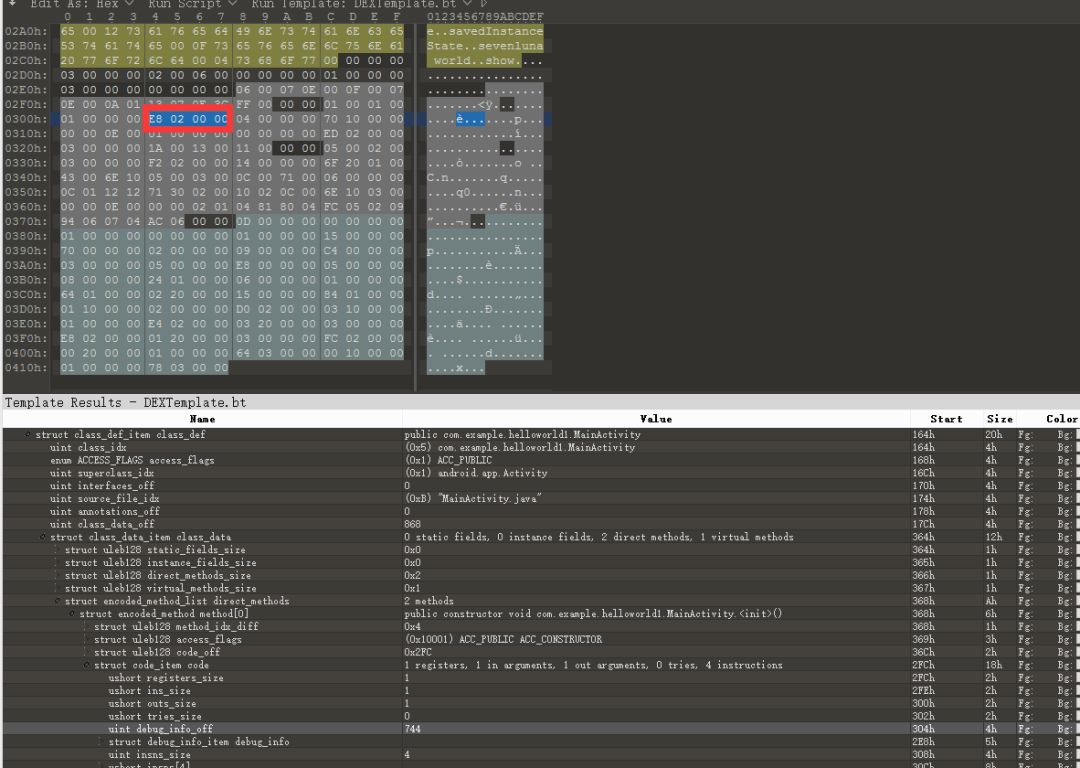 Edit As: Hex Run Script Run Template: DEXTemplate.bt
0 1 2 3 4 5 6 7 8 9 A B C D E F 0123456789ABCDEF
02A0h: 65 00 12 73 61 76 65 64 49 6E 73 74 61 6E 63 65 e..savedInstance
02B0h: 53 74 61 74 65 00 0F 73 65 76 65 6E 6C 75 6E 61 State..sevenluna
02C0h: 20 77 6F 72 6C 64 00 04 73 68 6F 77 00 00 00 00 world..show....
02D0h: 03 00 00 00 02 00 06 00 00 00 00 00 01 00 00 00 ................
02E0h: 03 00 00 00 00 00 00 00 06 00 07 0E 00 0F 00 07 ................
02F0h: 0E 00 0A 01 13 07 0E 3C FF 00 00 00 01 00 01 00 .......<ÿ.......
0300h: 01 00 00 00 E8 02 00 00 04 00 00 00 70 10 00 00 ....è.......p...
0310h: 00 00 0E 00 01 00 00 00 00 00 00 00 ED 02 00 00 ............í...
0320h: 03 00 00 00 1A 00 13 00 11 00 00 00 05 00 02 00 ................
0330h: 03 00 00 00 F2 02 00 00 14 00 00 00 6F 20 01 00 ....ò.......o ..
0340h: 43 00 6E 10 05 00 03 00 0C 00 71 00 06 00 00 00 C.n.......q.....
0350h: 0C 01 12 12 71 30 02 00 10 02 0C 00 6E 10 03 00 ....q0......n...
0360h: 00 00 0E 00 00 00 02 01 04 81 80 04 FC 05 02 09 ..........€.ü...
0370h: 94 06 07 04 AC 06 00 00 0D 00 00 00 00 00 00 00 ”...¬...........
0380h: 01 00 00 00 00 00 00 00 01 00 00 00 15 00 00 00 ................
0390h: 70 00 00 00 02 00 00 00 09 00 00 00 C4 00 00 00 p...........Ä...
03A0h: 03 00 00 00 05 00 00 00 E8 00 00 00 04 00 00 00 ........è.......
03B0h: 08 00 00 00 24 01 00 00 06 00 00 00 01 00 00 00 ....$...........
03C0h: 64 01 00 00 02 20 00 00 15 00 00 00 84 01 00 00 d.... ......„...
03D0h: 01 10 00 00 02 00 00 00 D0 02 00 00 03 10 00 00 ........Ð.......
03E0h: 01 00 00 00 E4 02 00 00 03 20 00 00 03 00 00 00 ....ä.... ......
03F0h: E8 02 00 00 01 20 00 00 03 00 00 00 FC 02 00 00 è.... ......ü...
0400h: 00 20 00 00 01 00 00 00 64 03 00 00 00 10 00 00 . ......d.......
0410h: 01 00 00 00 78 03 00 00 ....x...
Template Results - DEXTemplate.bt
Name Value Start Size Color
struct class_def_item class_def public com.example.helloworld1.MainActivity 164h 20h Fg: Bg:
uint class_idx (0x5) com.example.helloworld1.MainActivity 164h 4h Fg: Bg:
enum ACCESS_FLAGS access_flags (0x1) ACC_PUBLIC 168h 4h Fg: Bg:
uint superclass_idx (0x1) android.app.Activity 16Ch 4h Fg: Bg:
uint interfaces_off 0 170h 4h Fg: Bg:
uint source_file_idx (0xB) "MainActivity.java" 174h 4h Fg: Bg:
uint annotations_off 0 178h 4h Fg: Bg:
uint class_data_off 868 17Ch 4h Fg: Bg:
struct class_data_item class_data 0 static fields, 0 instance fields, 2 direct methods, 1 virtual methods 364h 12h Fg: Bg:
struct uleb128 static_fields_size 0x0 364h 1h Fg: Bg:
struct uleb128 instance_fields_size 0x0 365h 1h Fg: Bg:
struct uleb128 direct_methods_size 0x2 366h 1h Fg: Bg:
struct uleb128 virtual_methods_size 0x1 367h 1h Fg: Bg:
struct encoded_method_list direct_methods 2 methods 368h Ah Fg: Bg:
struct encoded_method method[0] public constructor void com.example.helloworld1.MainActivity.<init>() 368h 6h Fg: Bg:
struct uleb128 method_idx_diff 0x4 368h 1h Fg: Bg:
struct uleb128 access_flags (0x10001) ACC_PUBLIC ACC_CONSTRUCTOR 369h 3h Fg: Bg:
struct uleb128 code_off 0x2FC 36Ch 2h Fg: Bg:
struct code_item code 1 registers, 1 in arguments, 1 out arguments, 0 tries, 4 instructions 2FCh 18h Fg: Bg:
ushort registers_size 1 2FCh 2h Fg: Bg:
ushort ins_size 1 2FEh 2h Fg: Bg:
ushort outs_size 1 300h 2h Fg: Bg:
ushort tries_size 0 302h 2h Fg: Bg:
uint debug_info_off 744 304h 4h Fg: Bg:
struct debug_info_item debug_info 2E8h 5h Fg: Bg:
uint insns_size 4 308h 4h Fg: Bg:
ushort insns[4] 30Ch 8h Fg: Bg: